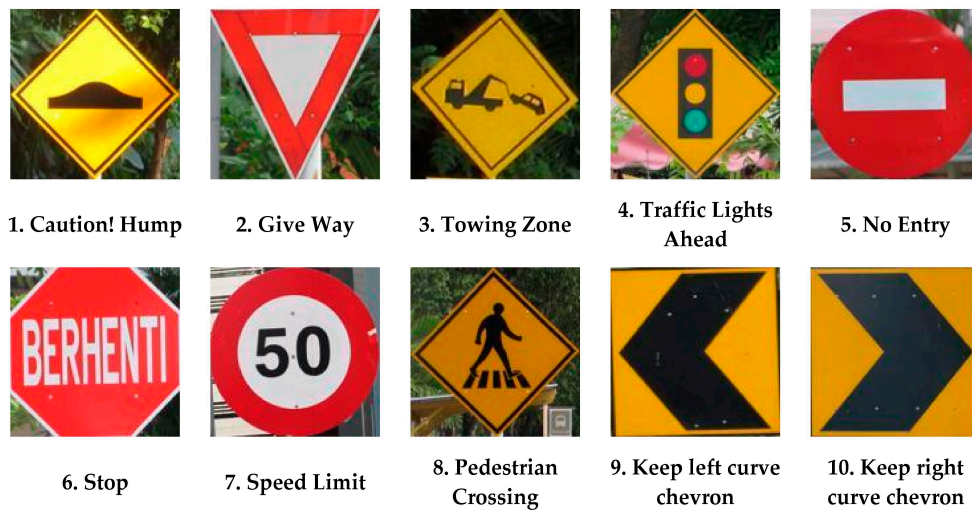 1. Caution! Hump
2. Give Way
3. Towing Zone
4. Traffic Lights
Ahead
5. No Entry
BERHENTI
50
6. Stop
7. Speed Limit
8. Pedestrian
Crossing
9. Keep left curve
chevron
10. Keep right
curve chevron